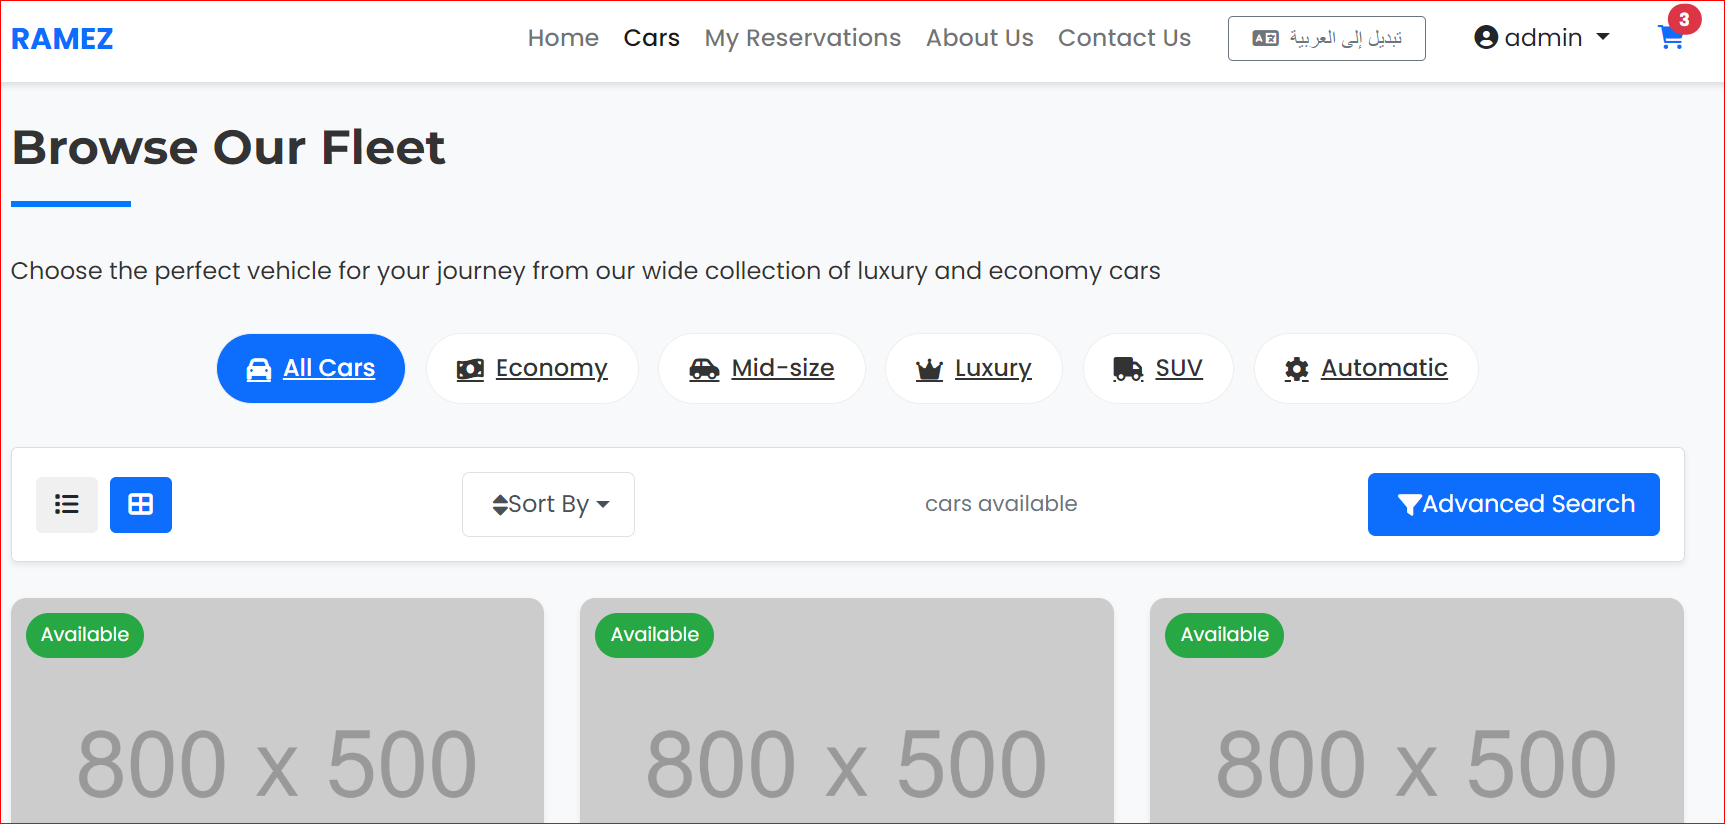 RAMEZ Home Cars My Reservations About Us Contact Us تبديل إلى العربية admin 3
Browse Our Fleet
Choose the perfect vehicle for your journey from our wide collection of luxury and economy cars
All Cars Economy Mid-size Luxury SUV Automatic
Sort By cars available Advanced Search
Available Available Available
800 x 500 800 x 500 800 x 500